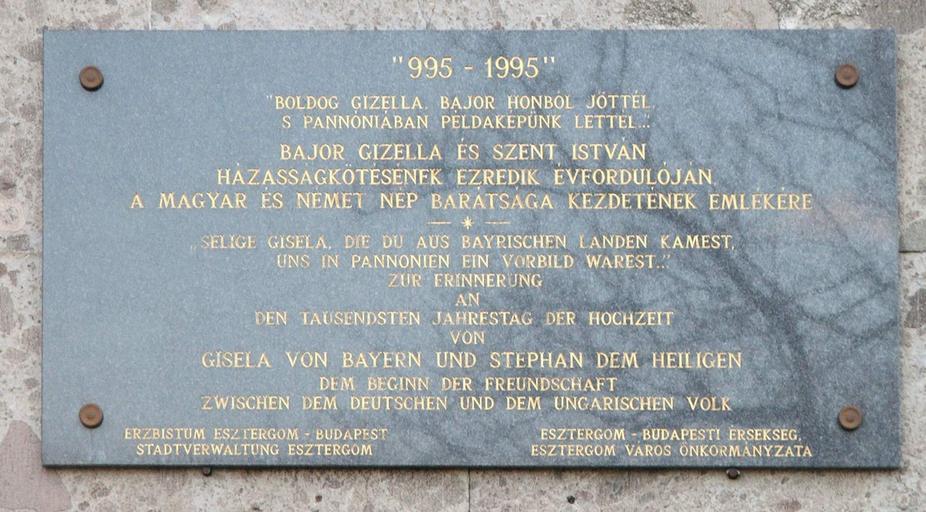 "995 - 1995"
"BOLDOG GIZELLA. BAJOR HONBÓL JÖTTÉL
S PANNÓNIÁBAN PÉLDAKÉPÜNK LETTÉL..."
BAJOR GIZELLA ÉS SZENT ISTVÁN
HÁZASSÁGKÖTÉSÉNEK EZREDIK ÉVFORDULÓJÁN,
A MAGYAR ÉS NÉMET NÉP BARÁTSÁGA KEZDETÉNEK EMLÉKÉRE
„SELIGE GISELA, DIE DU AUS BAYRISCHEN LANDEN KAMEST,
UNS IN PANNONIEN EIN VORBILD WAREST..."
ZUR ERINNERUNG
AN
DEN TAUSENDSTEN JAHRESTAG DER HOCHZEIT
VON
GISELA VON BAYERN UND STEPHAN DEM HEILIGEN
DEM BEGINN DER FREUNDSCHAFT
ZWISCHEN DEM DEUTSCHEN UND DEM UNGARISCHEN VOLK
ERZBISTUM ESZTERGOM - BUDAPEST
STADTVERWALTUNG ESZTERGOM
ESZTERGOM - BUDAPESTI ÉRSEKSÉG,
ESZTERGOM VÁROS ÖNKORMÁNYZATA